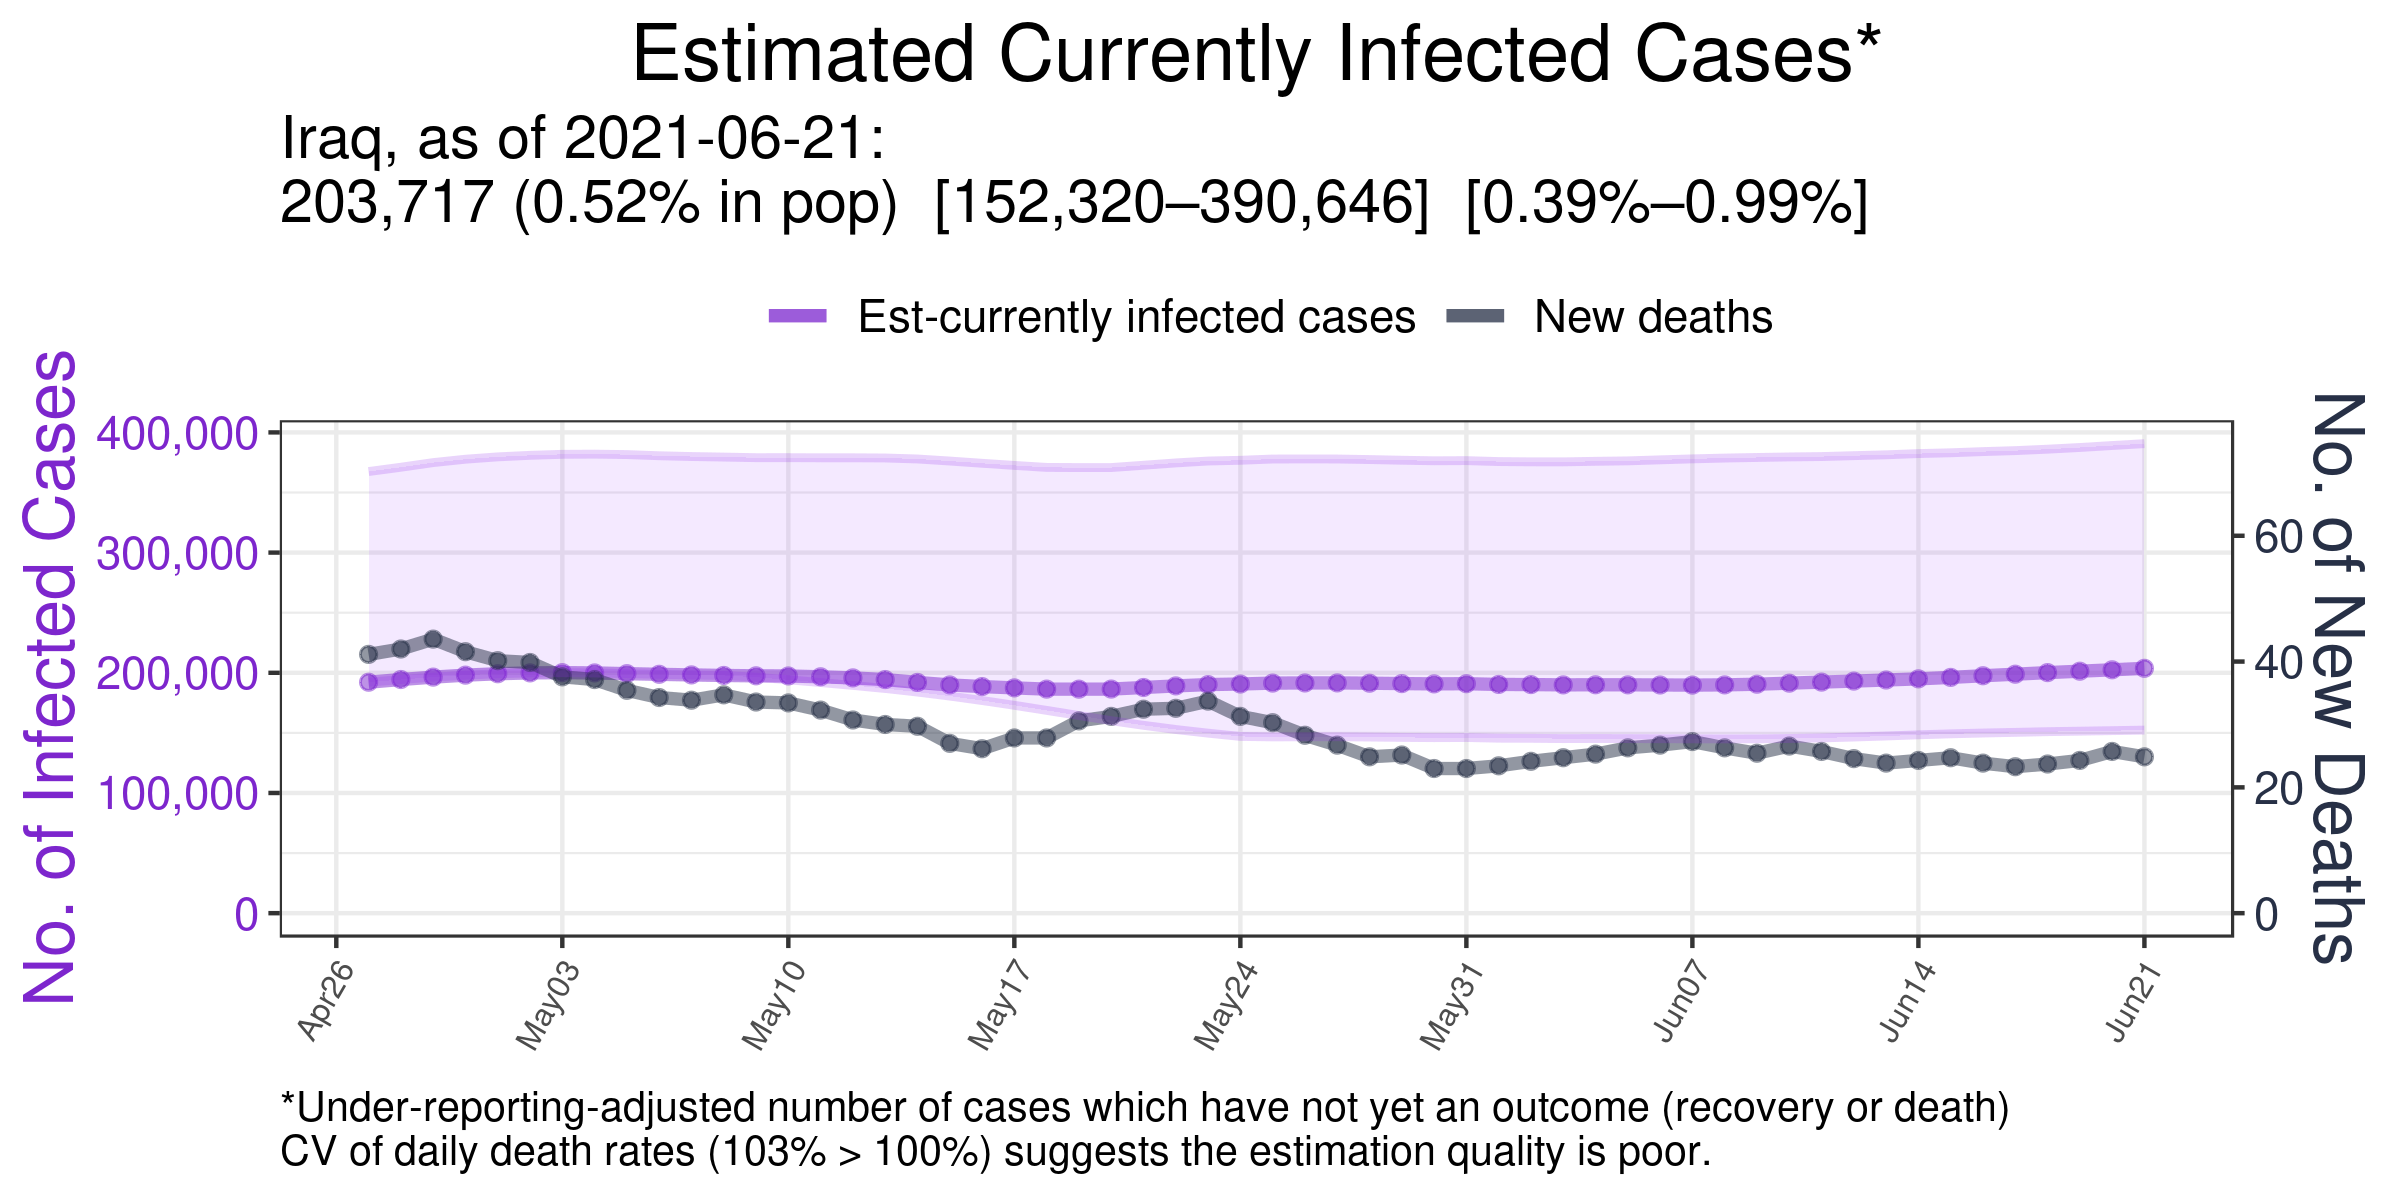 Estimated Currently Infected Cases*
Iraq, as of 2021-06-21:
203,717 (0.52% in pop)  [152,320–390,646]  [0.39%–0.99%]
Est-currently infected cases
New deaths
No. of Infected Cases
400,000
300,000
200,000
100,000
0
No. of New Deaths
60
40
20
0
Apr26
May03
May10
May17
May24
May31
Jun07
Jun14
Jun21
*Under-reporting-adjusted number of cases which have not yet an outcome (recovery or death)
CV of daily death rates (103% > 100%) suggests the estimation quality is poor.